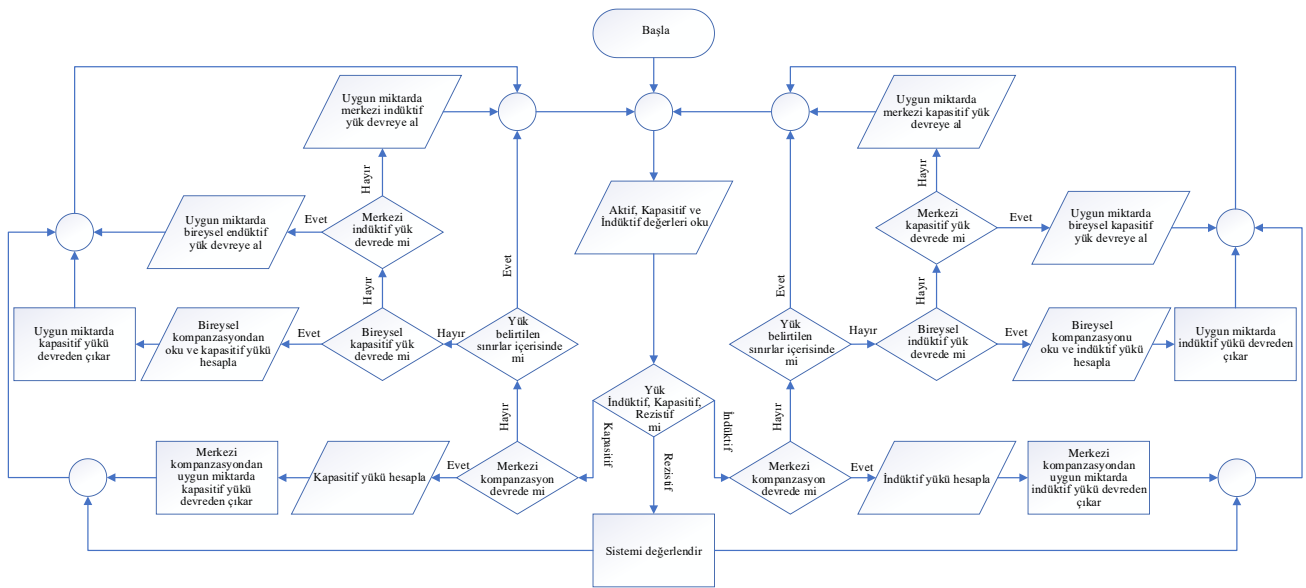 Başla
Uygun miktarda
merkezi indüktif
yük devreye al
Uygun miktarda
merkezi kapasitif yük
devreye al
Hayır
Hayır
Aktif, Kapasitif ve
İndüktif değerleri oku
Uygun miktarda
bireysel endüktif
yük devreye al
Evet
Merkezi
indüktif yük
devrede mi
Evet
Evet
Merkezi
kapasitif yük
devrede mi
Evet
Uygun miktarda
bireysel kapasitif
yük devreye al
Hayır
Hayır
Uygun miktarda
kapasitif yükü
devreden çıkar
Bireysel
kompanzasyondan
oku ve kapasitif yükü
hesapla
Evet
Bireysel
kapasitif yük
devrede mi
Hayır
Yük
belirtilen
sınırlar içerisinde
mi
Yük
belirtilen
sınırlar içerisinde
mi
Hayır
Bireysel
indüktif yük
devrede mi
Evet
Bireysel
kompanzasyonu
oku ve indüktif yükü
hesapla
Uygun miktarda
indüktif yükü devreden
çıkar
Hayır
Yük
İndüktif, Kapasitif,
Rezistif
mi
Hayır
Kapasitif
Rezistif
İndüktif
Merkezi
kompanzasyondan
uygun miktarda
kapasitif yükü
devreden çıkar
Kapasitif yükü hesapla
Evet
Merkezi
kompanzasyon
devrede mi
Merkezi
kompanzasyon
devrede mi
Evet
İndüktif yükü hesapla
Merkezi
kompanzasyondan
uygun miktarda
indüktif yükü devreden
çıkar
Sistemi değerlendir